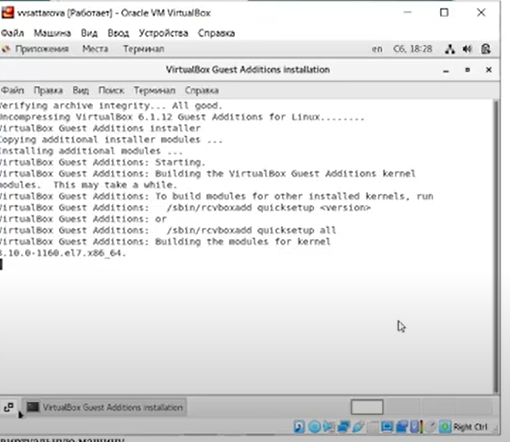 vvsattarova [Работает] - Oracle VM VirtualBox
Файл Машина Вид Ввод Устройства Справка
Приложения Места Терминал en Сб, 18:28
VirtualBox Guest Additions installation
Файл Правка Вид Поиск Терминал Справка
Verifying archive integrity... All good.
Uncompressing VirtualBox 6.1.12 Guest Additions for Linux........
VirtualBox Guest Additions installer
Copying additional installer modules ...
Installing additional modules ...
VirtualBox Guest Additions: Starting.
VirtualBox Guest Additions: Building the VirtualBox Guest Additions kernel
modules.  This may take a while.
VirtualBox Guest Additions: To build modules for other installed kernels, run
VirtualBox Guest Additions:   /sbin/rcvboxadd quicksetup <version>
VirtualBox Guest Additions: or
VirtualBox Guest Additions:   /sbin/rcvboxadd quicksetup all
VirtualBox Guest Additions: Building the modules for kernel
3.10.0-1160.el7.x86_64.
VirtualBox Guest Additions installation
Right Ctrl
виртуальную машину